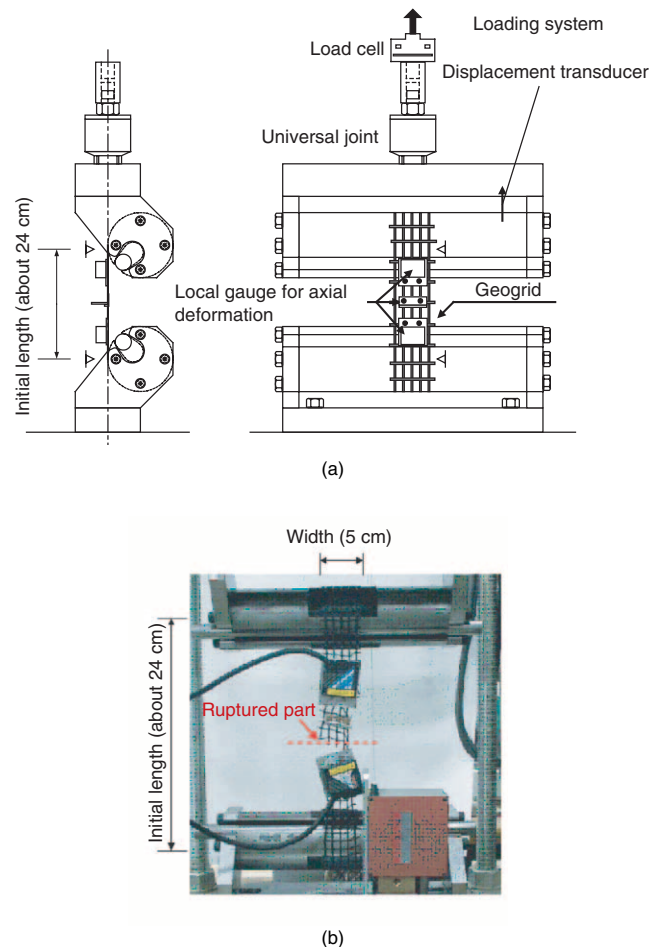 Loading system
Load cell
Displacement transducer
Universal joint
Initial length (about 24 cm)
Local gauge for axial
deformation
Geogrid
(a)
Width (5 cm)
Initial length (about 24 cm)
Ruptured part
(b)